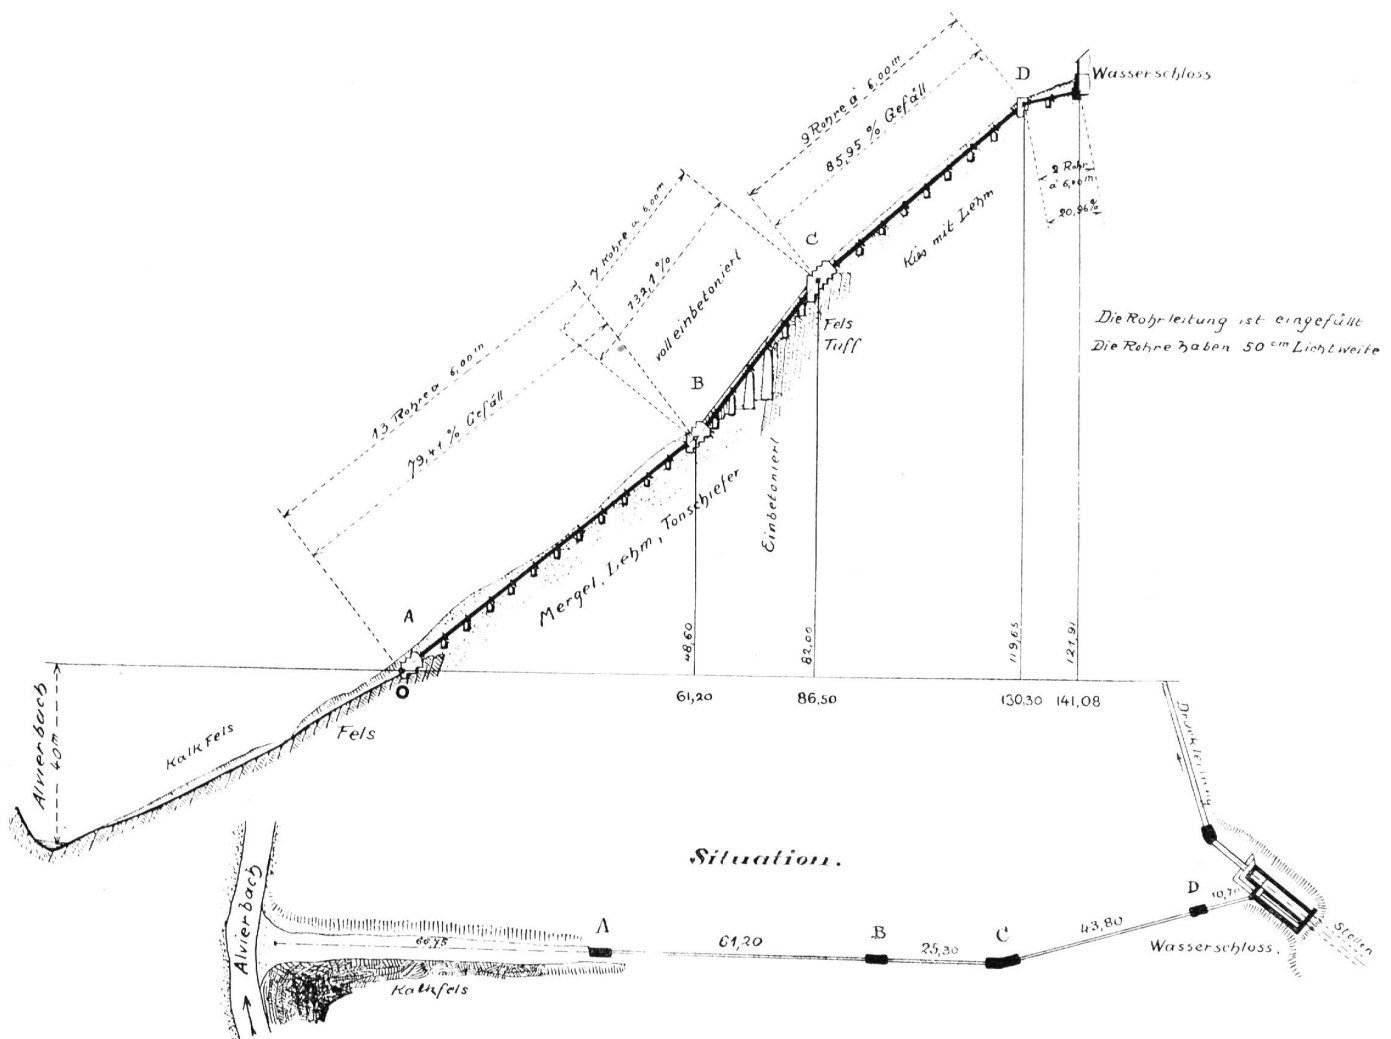 D
Wasserschloss
9 Rohre à 6,00 m
85,95 % Gefäll
2 Rohr
à 6,00 m
20,96%
Kies mit Lehm
C
7 Rohre à 6,00 m
132,1 %
voll einbetoniert
Fels
Tuff
Die Rohrleitung ist eingefüllt
Die Rohre haben 50 cm Lichtweite
13 Rohre à 6,00 m
79,41 % Gefäll
B
Einbetoniert
Mergel, Lehm, Tonschiefer
A
48,60
82,00
119,65
121,91
61,20
86,50
130,30
141,08
Alvierbach
40 m
Kalkfels
Fels
Druckleitung
Situation.
Alvierbach
A
61,20
B
25,30
C
43,80
D
10,70
Wasserschloss.
Stollen
Kalkfels